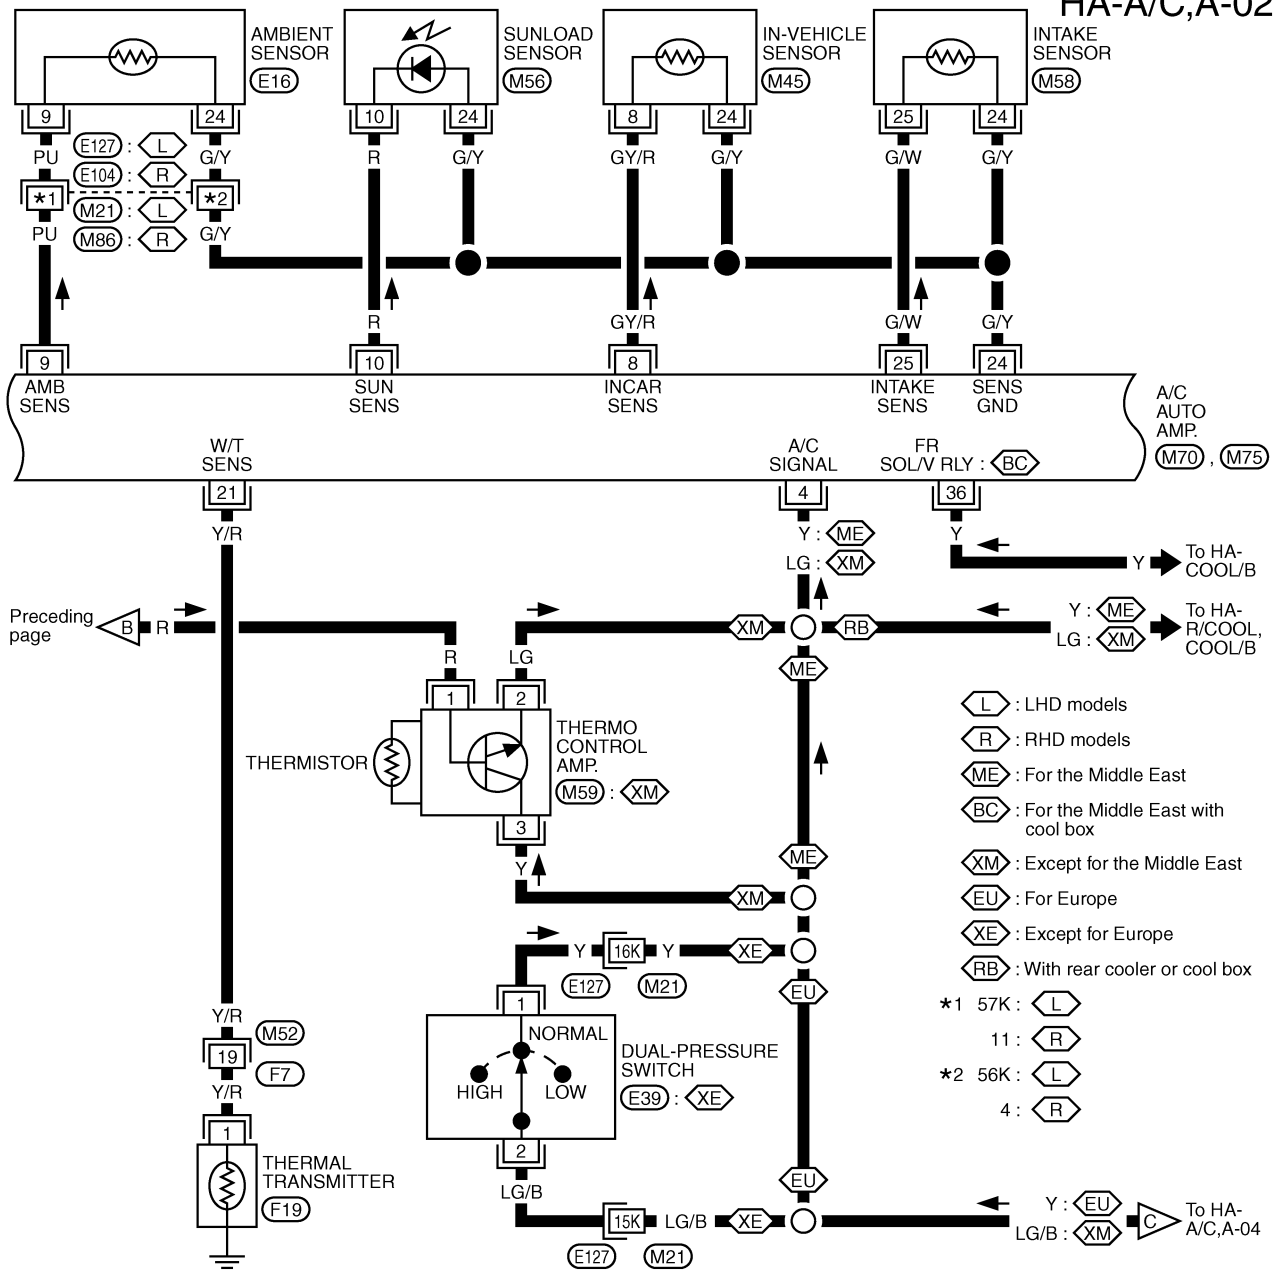 HA-A/C,A-02
AMBIENT
SENSOR
E16
SUNLOAD
SENSOR
M56
IN-VEHICLE
SENSOR
M45
INTAKE
SENSOR
M58
9
24
10
24
8
24
25
24
PU
E127 : L
G/Y
R
G/Y
GY/R
G/Y
G/W
G/Y
E104 : R
*1
*2
M21 : L
M86 : R
PU
G/Y
R
GY/R
G/W
G/Y
9
10
8
25
24
AMB
SENS
SUN
SENS
INCAR
SENS
INTAKE
SENS
SENS
GND
A/C
AUTO
AMP.
M70 , M75
W/T
SENS
A/C
SIGNAL
FR
SOL/V RLY : BC
21
4
36
Y/R
Y : ME
LG : XM
Y
Y
To HA-
COOL/B
Preceding
page
B
R
XM
RB
Y : ME
LG : XM
To HA-
R/COOL,
COOL/B
R
LG
ME
1
2
THERMISTOR
THERMO
CONTROL
AMP.
M59 : XM
3
Y
ME
XM
L : LHD models
R : RHD models
ME : For the Middle East
BC : For the Middle East with
cool box
XM : Except for the Middle East
EU : For Europe
XE : Except for Europe
RB : With rear cooler or cool box
*1 57K : L
11 : R
*2 56K : L
4 : R
Y
16K
Y
XE
E127
M21
EU
1
NORMAL
HIGH
LOW
DUAL-PRESSURE
SWITCH
E39 : XE
2
LG/B
15K
LG/B
XE
E127
M21
EU
Y/R
M52
19
F7
Y/R
1
THERMAL
TRANSMITTER
F19
Y : EU
LG/B : XM
C
To HA-
A/C,A-04